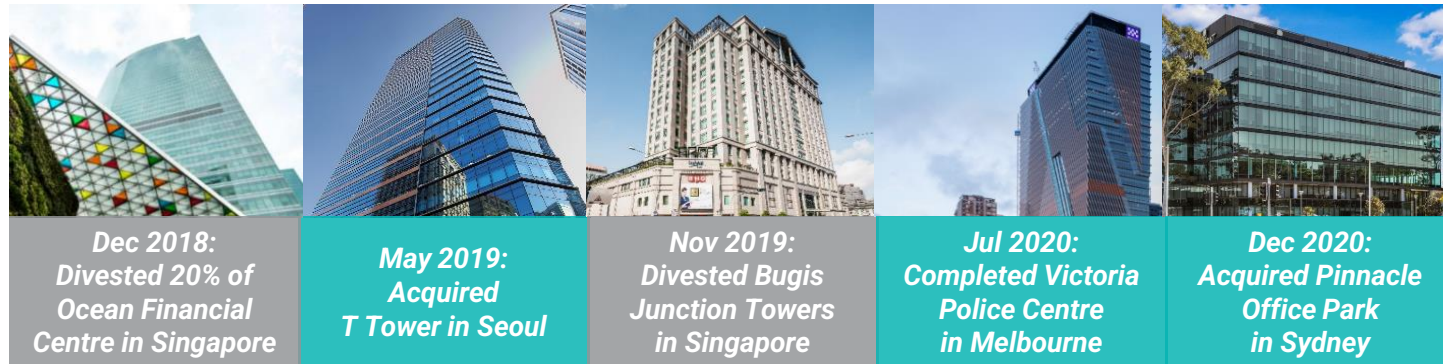 Dec 2018:
Divested 20% of
Ocean Financial
Centre in Singapore
May 2019:
Acquired
T Tower in Seoul
Nov 2019:
Divested Bugis
Junction Towers
in Singapore
Jul 2020:
Completed Victoria
Police Centre
in Melbourne
Dec 2020:
Acquired Pinnacle
Office Park
in Sydney